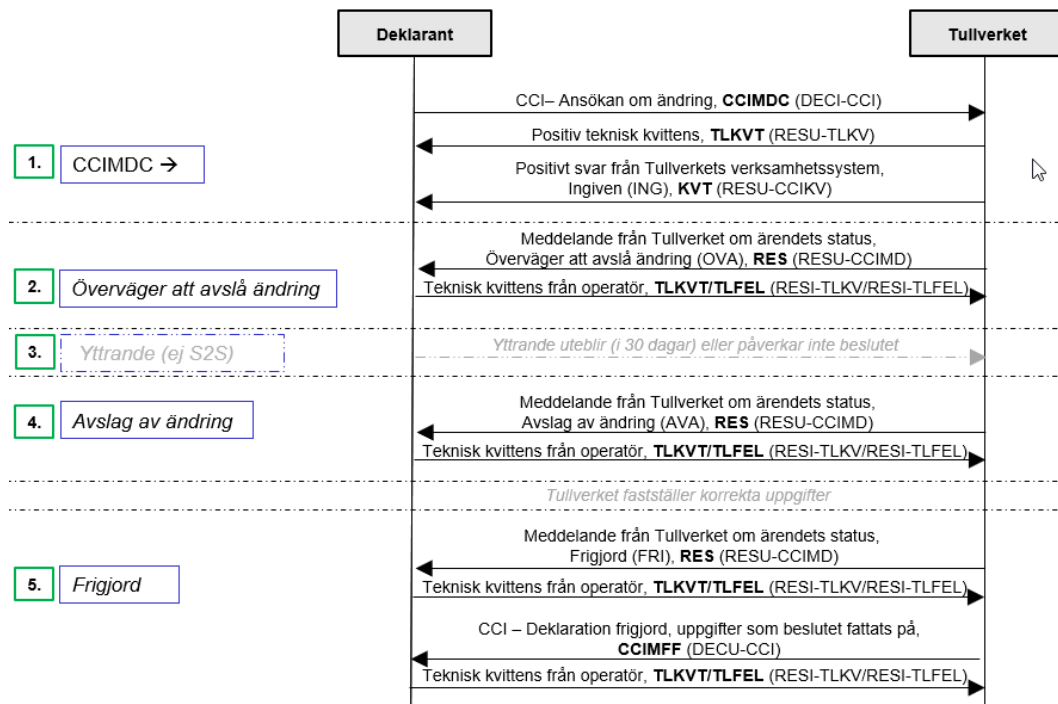 Deklarant
Tullverket
CCI– Ansökan om ändring, CCIMDC (DECI-CCI)
Positiv teknisk kvittens, TLKVT (RESU-TLKV)
1.
CCIMDC →
Positivt svar från Tullverkets verksamhetssystem,
Ingiven (ING), KVT (RESU-CCIKV)
Meddelande från Tullverket om ärendets status,
Överväger att avslå ändring (OVA), RES (RESU-CCIMD)
2.
Överväger att avslå ändring
Teknisk kvittens från operatör, TLKVT/TLFEL (RESI-TLKV/RESI-TLFEL)
3.
Yttrande (ej S2S)
Yttrande uteblir (i 30 dagar) eller påverkar inte beslutet
Meddelande från Tullverket om ärendets status,
4.
Avslag av ändring
Avslag av ändring (AVA), RES (RESU-CCIMD)
Teknisk kvittens från operatör, TLKVT/TLFEL (RESI-TLKV/RESI-TLFEL)
Tullverket fastställer korrekta uppgifter
Meddelande från Tullverket om ärendets status,
Frigjord (FRI), RES (RESU-CCIMD)
5.
Frigjord
Teknisk kvittens från operatör, TLKVT/TLFEL (RESI-TLKV/RESI-TLFEL)
CCI – Deklaration frigjord, uppgifter som beslutet fattats på,
CCIMFF (DECU-CCI)
Teknisk kvittens från operatör, TLKVT/TLFEL (RESI-TLKV/RESI-TLFEL)